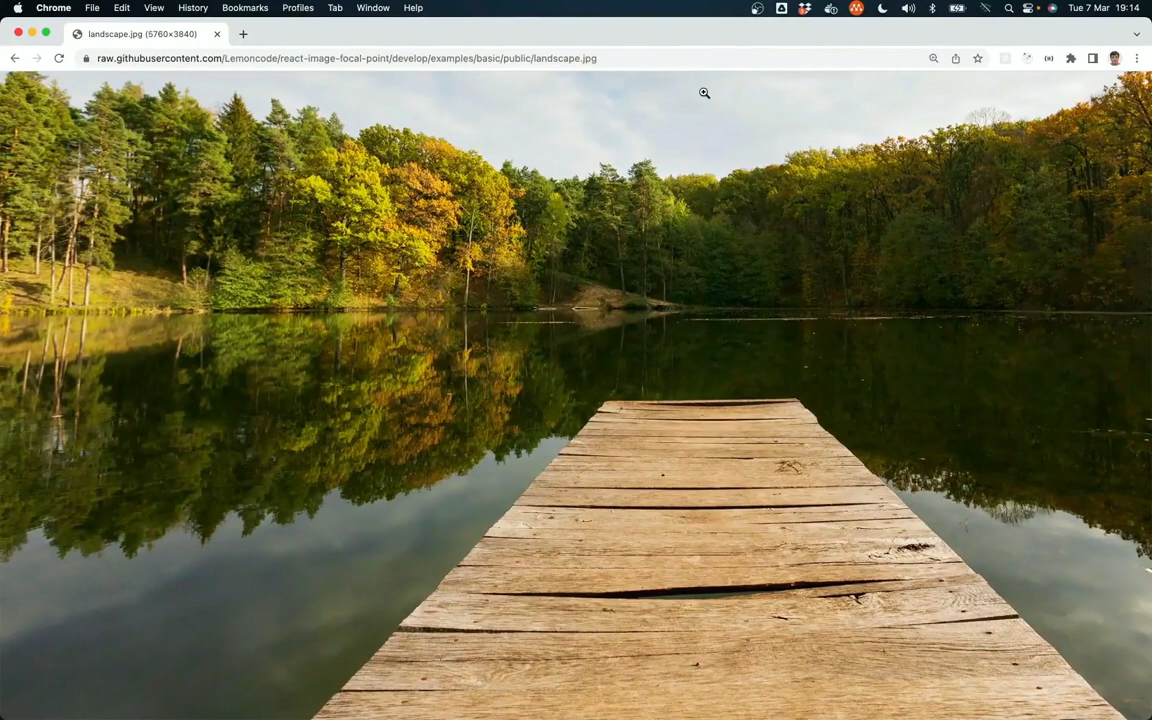 Chrome File Edit View History Bookmarks Profiles Tab Window Help Tue 7 Mar 19:14
landscape.jpg (5760×3840)
raw.githubusercontent.com/Lemoncode/react-image-focal-point/develop/examples/basic/public/landscape.jpg